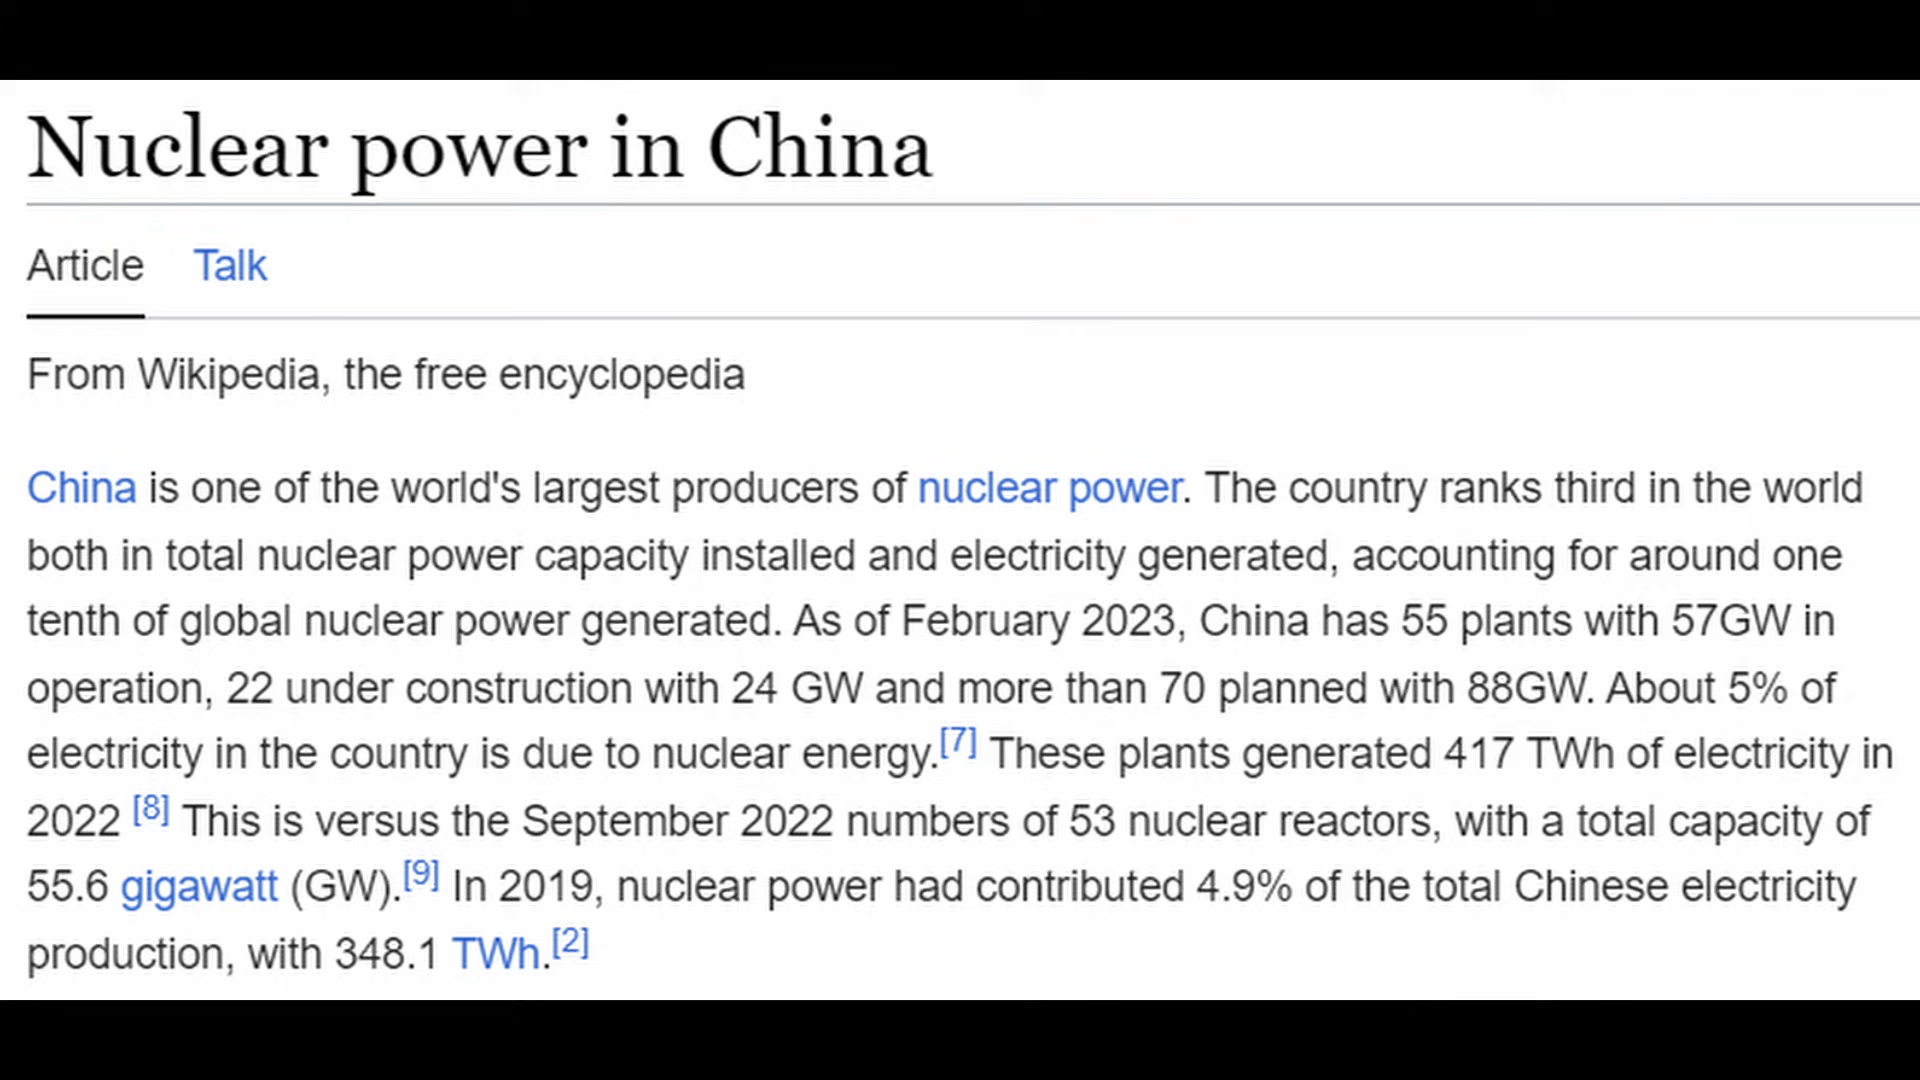 Nuclear power in China
Article Talk
From Wikipedia, the free encyclopedia
China is one of the world's largest producers of nuclear power. The country ranks third in the world
both in total nuclear power capacity installed and electricity generated, accounting for around one
tenth of global nuclear power generated. As of February 2023, China has 55 plants with 57GW in
operation, 22 under construction with 24 GW and more than 70 planned with 88GW. About 5% of
electricity in the country is due to nuclear energy.[7] These plants generated 417 TWh of electricity in
2022 [8] This is versus the September 2022 numbers of 53 nuclear reactors, with a total capacity of
55.6 gigawatt (GW).[9] In 2019, nuclear power had contributed 4.9% of the total Chinese electricity
production, with 348.1 TWh.[2]